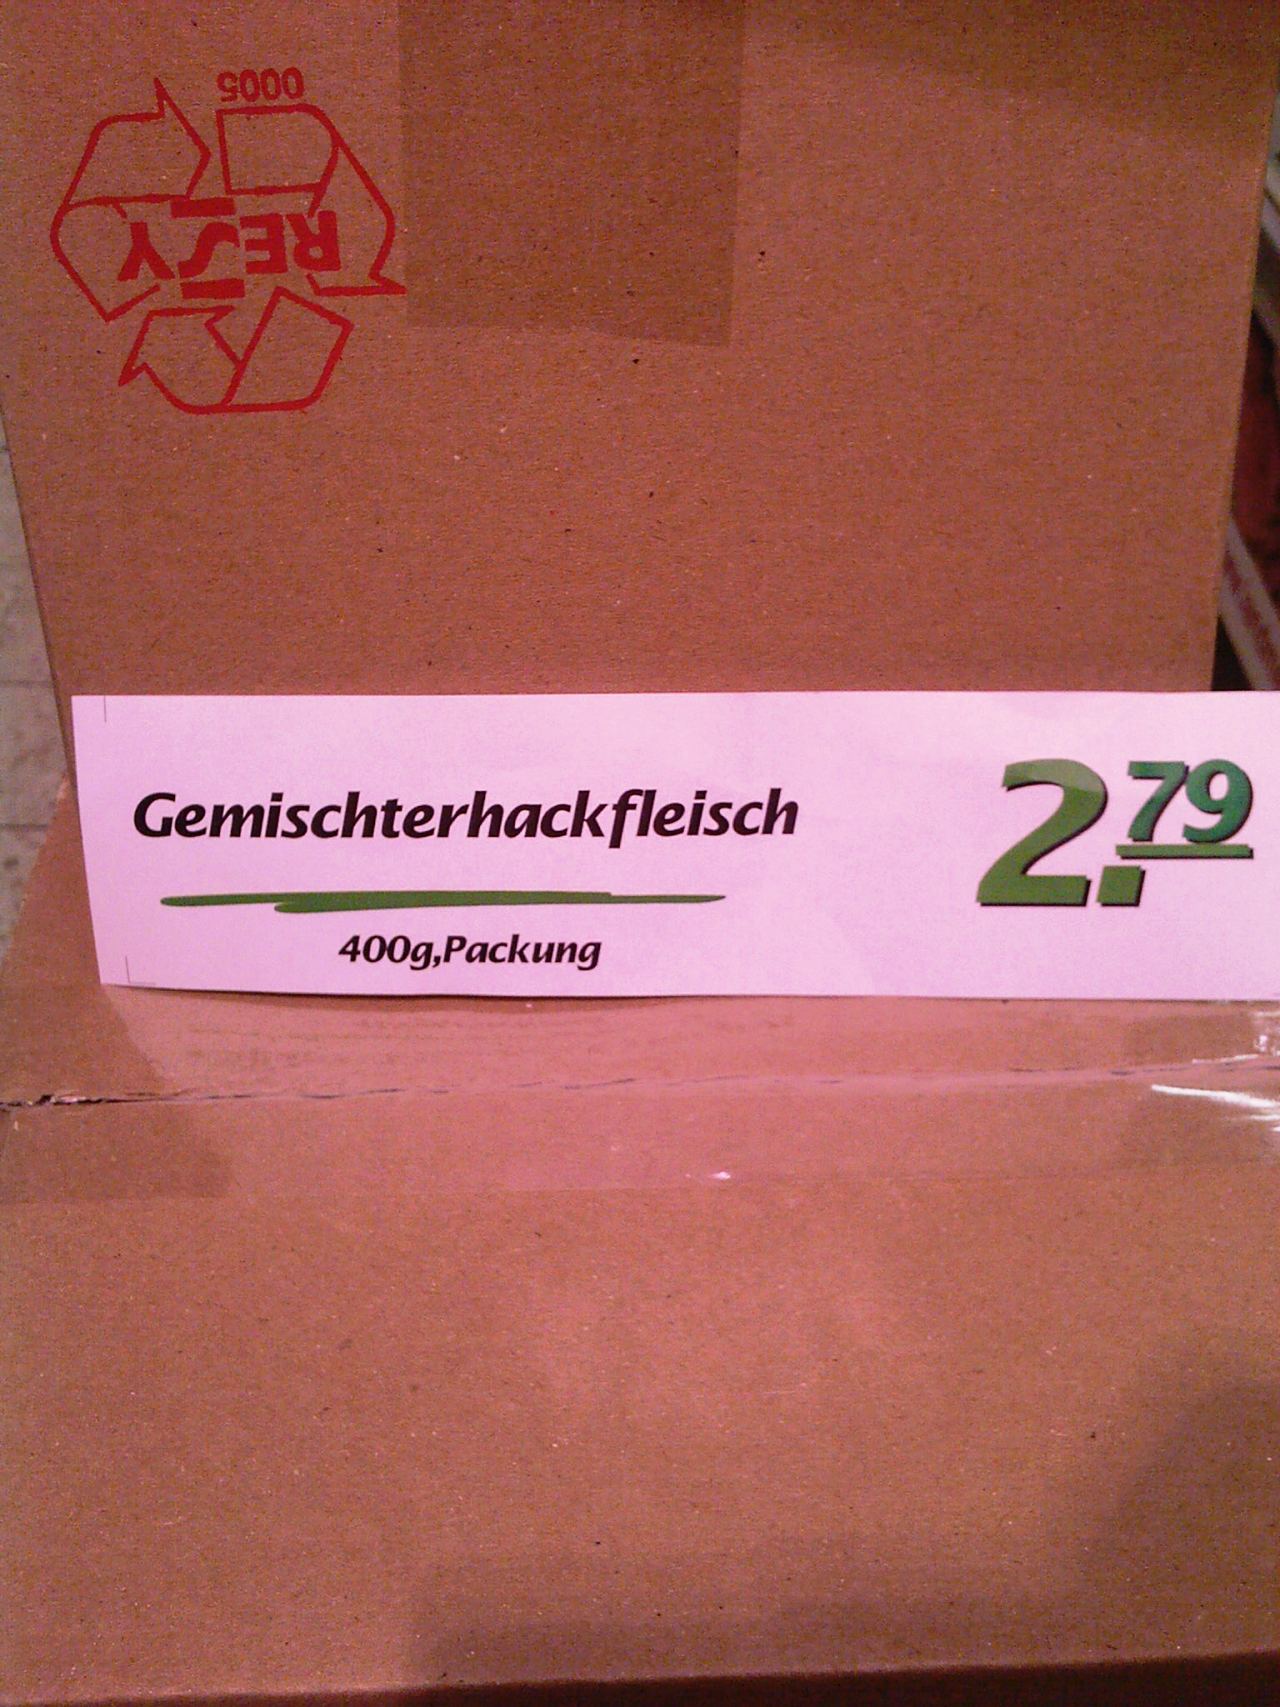 0005
RESY
Gemischterhackfleisch
2.79
400g,Packung